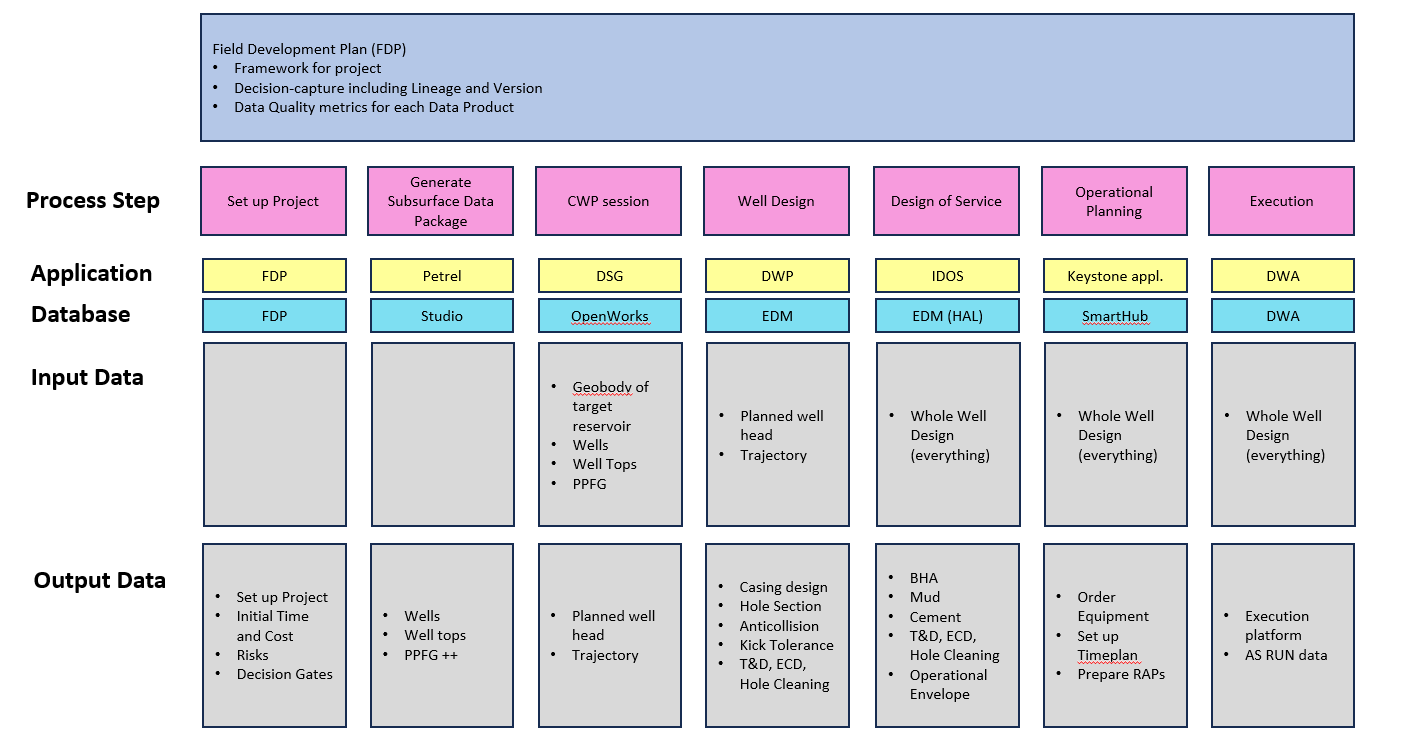 Field Development Plan (FDP)
• Framework for project
• Decision-capture including Lineage and Version
• Data Quality metrics for each Data Product
Process Step
Set up Project
Generate
Subsurface Data
Package
CWP session
Well Design
Design of Service
Operational
Planning
Execution
Application
FDP
Petrel
DSG
DWP
IDOS
Keystone appl.
DWA
Database
FDP
Studio
OpenWorks
EDM
EDM (HAL)
SmartHub
DWA
Input Data
• Geobody of
target
reservoir
• Wells
• Well Tops
• PPFG
• Planned well
head
• Trajectory
• Whole Well
Design
(everything)
• Whole Well
Design
(everything)
• Whole Well
Design
(everything)
Output Data
• Set up Project
• Initial Time
and Cost
• Risks
• Decision Gates
• Wells
• Well tops
• PPFG ++
• Planned well
head
• Trajectory
• Casing design
• Hole Section
• Anticollision
• Kick Tolerance
• T&D, ECD,
Hole Cleaning
• BHA
• Mud
• Cement
• T&D, ECD,
Hole Cleaning
• Operational
Envelope
• Order
Equipment
• Set up
Timeplan
• Prepare RAPs
• Execution
platform
• AS RUN data